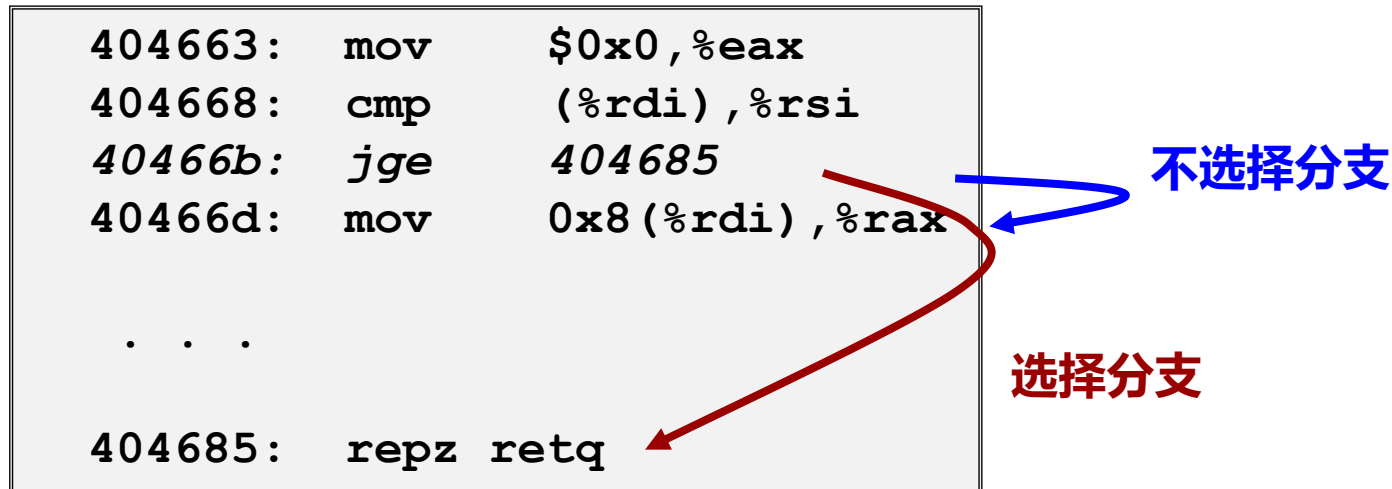 404663: mov $0x0,%eax
404668: cmp (%rdi),%rsi
40466b: jge 404685
不选择分支
40466d: mov 0x8(%rdi),%rax
. . .
选择分支
404685: repz retq